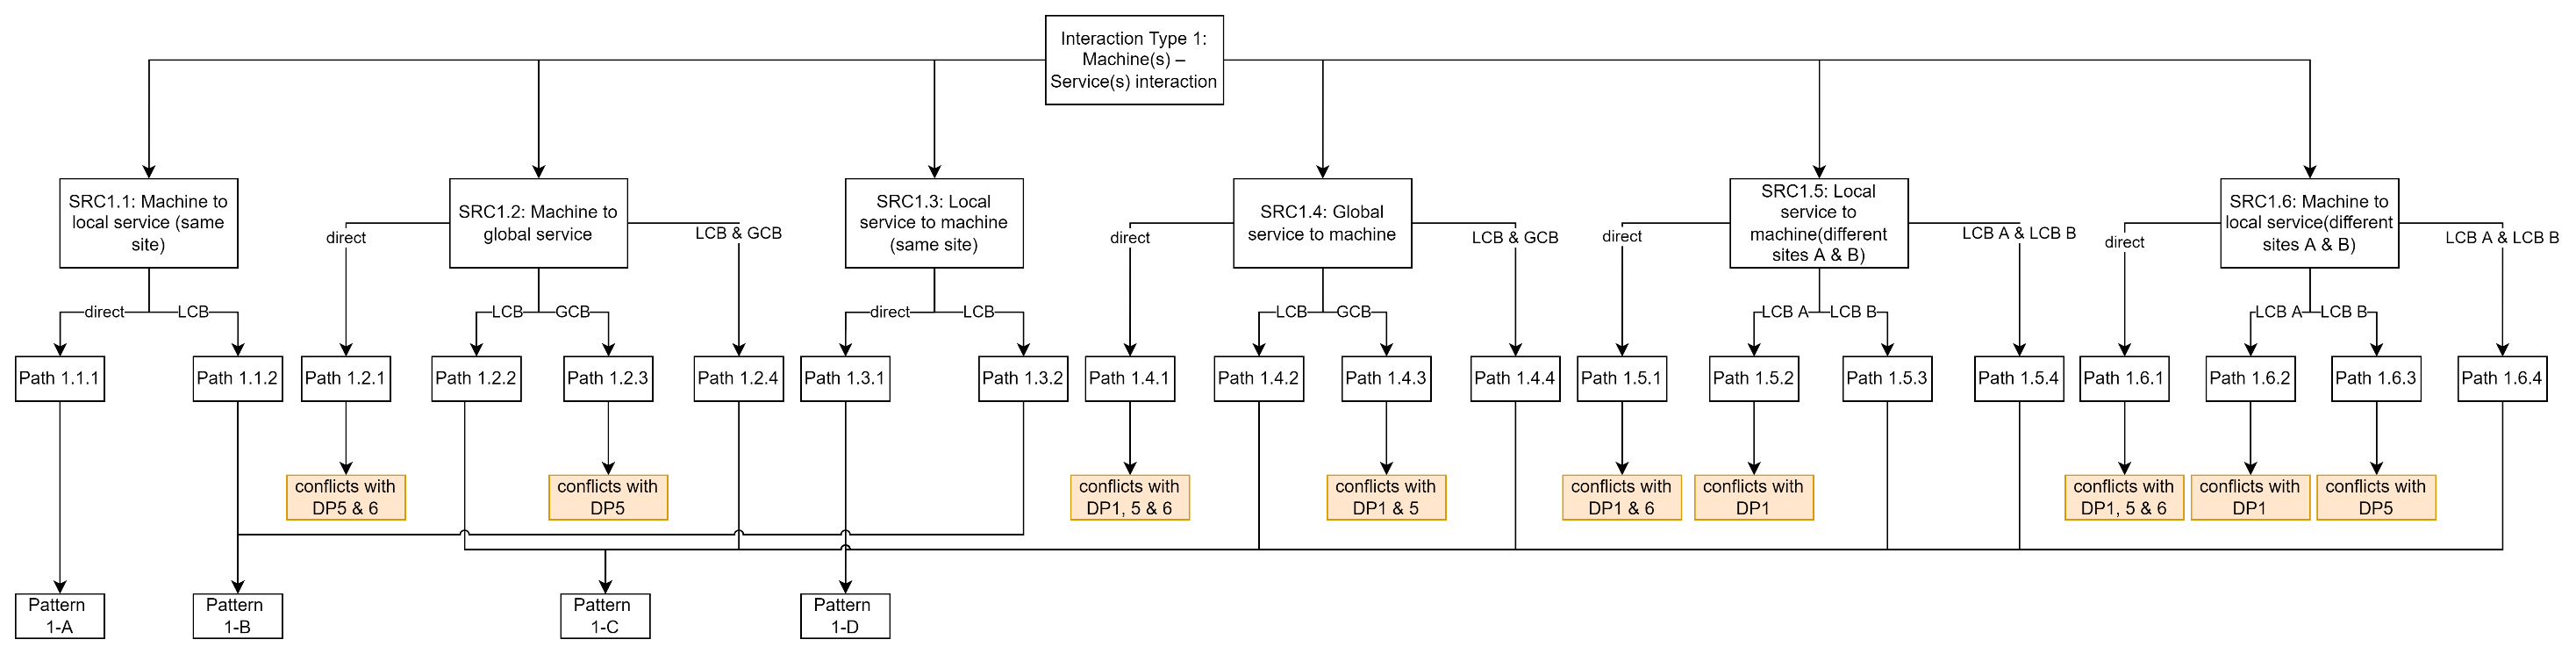 Interaction Type 1:
Machine(s) –
Service(s) interaction
SRC1.1: Machine to
local service (same
site)
SRC1.2: Machine to
global service
SRC1.3: Local
service to machine
(same site)
SRC1.4: Global
service to machine
SRC1.5: Local
service to
machine(different
sites A & B)
SRC1.6: Machine to
local service(different
sites A & B)
direct
LCB & GCB
direct
LCB & GCB
direct
LCB A & LCB B
direct
LCB A & LCB B
direct
LCB
LCB
GCB
direct
LCB
LCB
GCB
LCB A
LCB B
LCB A
LCB B
Path 1.1.1
Path 1.1.2
Path 1.2.1
Path 1.2.2
Path 1.2.3
Path 1.2.4
Path 1.3.1
Path 1.3.2
Path 1.4.1
Path 1.4.2
Path 1.4.3
Path 1.4.4
Path 1.5.1
Path 1.5.2
Path 1.5.3
Path 1.5.4
Path 1.6.1
Path 1.6.2
Path 1.6.3
Path 1.6.4
conflicts with
DP5 & 6
conflicts with
DP5
conflicts with
DP1, 5 & 6
conflicts with
DP1 & 5
conflicts with
DP1 & 6
conflicts with
DP1
conflicts with
DP1, 5 & 6
conflicts with
DP1
conflicts with
DP5
Pattern
1-A
Pattern
1-B
Pattern
1-C
Pattern
1-D